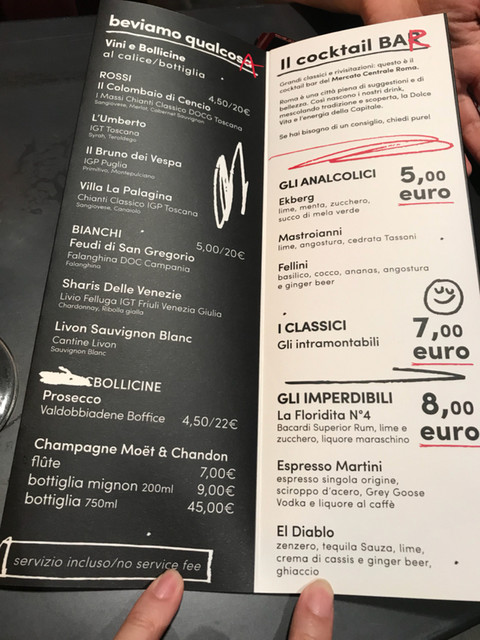 beviamo qualcosA
Vini e Bollicine
al calice/bottiglia
ROSSI 4,50/20€
Il Colombaio di Cencio
I Massi Chianti Classico DOCG Toscana
Sangiovese, Merlot, Cabernet Sauvignon
L'Umberto
IGT Toscana
Syrah, Teroldego
Il Bruno dei Vespa
IGP Puglia
Primitivo, Montepulciano
Villa La Palagina
Chianti Classico IGP Toscana
Sangiovese, Canaiolo
BIANCHI 5,00/20€
Feudi di San Gregorio
Falanghina DOC Campania
Falanghina
Sharis Delle Venezie
Livio Felluga IGT Friuli Venezia Giulia
Chardonnay, Ribolla gialla
Livon Sauvignon Blanc
Cantine Livon
Sauvignon Blanc
BOLLICINE
Prosecco
Valdobbiadene Boffice 4,50/22€
Champagne Moët & Chandon
flûte 7,00€
bottiglia mignon 200ml 9,00€
bottiglia 750ml 45,00€
servizio incluso/no service fee
Il cocktail BAR
Grandi classici e rivisitazioni: questo è il
cocktail bar del Mercato Centrale Roma.
Roma è una città piena di suggestioni e di
bellezza. Così nascono i nostri drink,
mescolando tradizione e scoperta, la Dolce
Vita e l'energia della Capitale.
Se hai bisogno di un consiglio, chiedi pure!
GLI ANALCOLICI 5,00
euro
Ekberg
lime, menta, zucchero,
succo di mela verde
Mastroianni
lime, angostura, cedrata Tassoni
Fellini
basilico, cocco, ananas, angostura
e ginger beer
I CLASSICI 7,00
euro
Gli intramontabili
GLI IMPERDIBILI 8,00
euro
La Floridita N°4
Bacardi Superior Rum, lime e
zucchero, liquore maraschino
Espresso Martini
espresso singola origine,
sciroppo d'acero, Grey Goose
Vodka e liquore al caffè
El Diablo
zenzero, tequila Sauza, lime,
crema di cassis e ginger beer,
ghiaccio